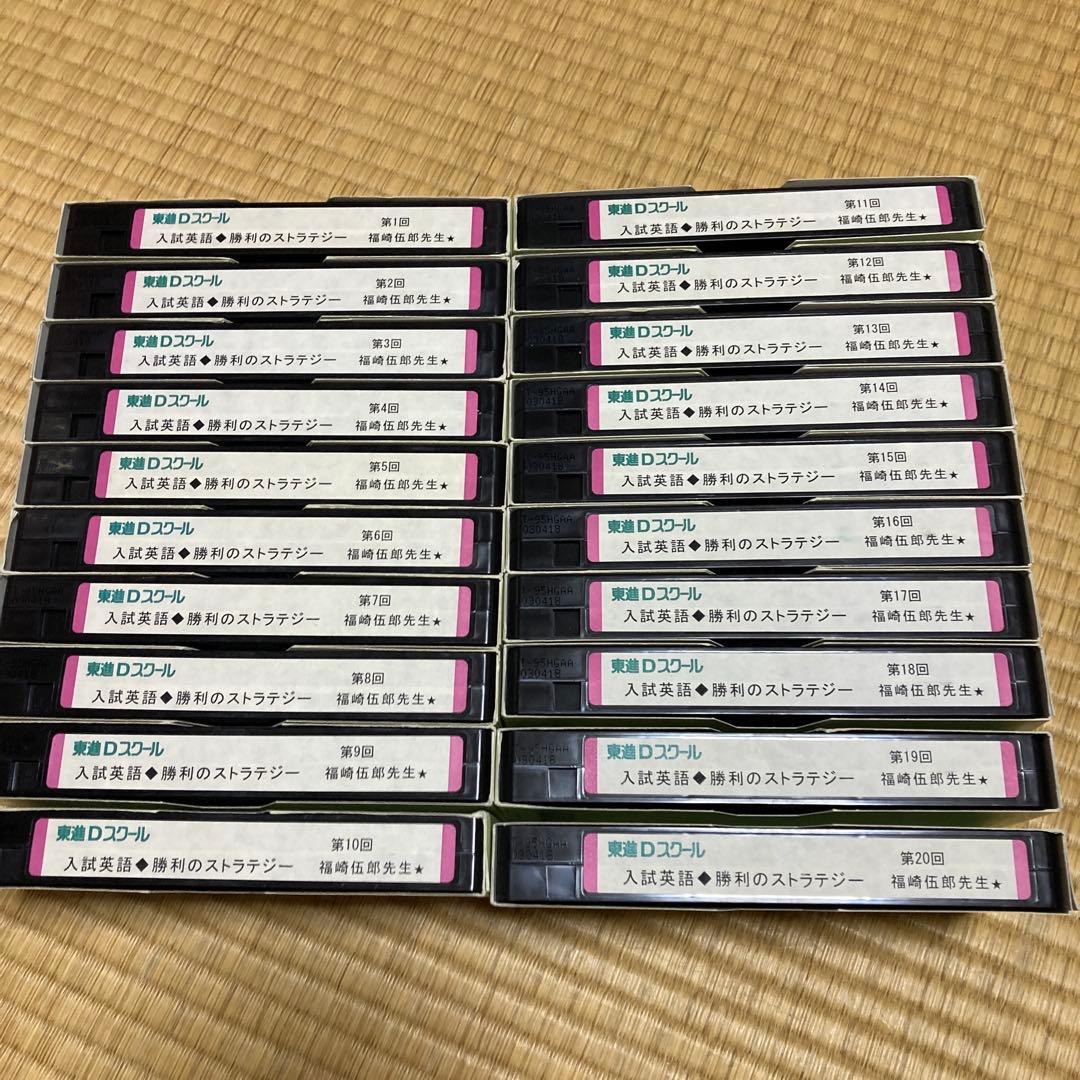 東進Dスクール 第1回
入試英語◆勝利のストラテジー 福崎伍郎先生★
東進Dスクール 第2回
入試英語◆勝利のストラテジー 福崎伍郎先生★
東進Dスクール 第3回
入試英語◆勝利のストラテジー 福崎伍郎先生★
東進Dスクール 第4回
入試英語◆勝利のストラテジー 福崎伍郎先生★
東進Dスクール 第5回
入試英語◆勝利のストラテジー 福崎伍郎先生★
東進Dスクール 第6回
入試英語◆勝利のストラテジー 福崎伍郎先生★
東進Dスクール 第7回
入試英語◆勝利のストラテジー 福崎伍郎先生★
東進Dスクール 第8回
入試英語◆勝利のストラテジー 福崎伍郎先生★
東進Dスクール 第9回
入試英語◆勝利のストラテジー 福崎伍郎先生★
東進Dスクール 第10回
入試英語◆勝利のストラテジー 福崎伍郎先生★
東進Dスクール 第11回
入試英語◆勝利のストラテジー 福崎伍郎先生★
東進Dスクール 第12回
入試英語◆勝利のストラテジー 福崎伍郎先生★
東進Dスクール 第13回
入試英語◆勝利のストラテジー 福崎伍郎先生★
T-95HGAA
030418
東進Dスクール 第14回
入試英語◆勝利のストラテジー 福崎伍郎先生★
T-95HGAA
030418
東進Dスクール 第15回
入試英語◆勝利のストラテジー 福崎伍郎先生★
T-95HGAA
030418
東進Dスクール 第16回
入試英語◆勝利のストラテジー 福崎伍郎先生★
T-95HGAA
030418
東進Dスクール 第17回
入試英語◆勝利のストラテジー 福崎伍郎先生★
T-95HGAA
030418
東進Dスクール 第18回
入試英語◆勝利のストラテジー 福崎伍郎先生★
T-95HGAA
030418
東進Dスクール 第19回
入試英語◆勝利のストラテジー 福崎伍郎先生★
東進Dスクール 第20回
入試英語◆勝利のストラテジー 福崎伍郎先生★